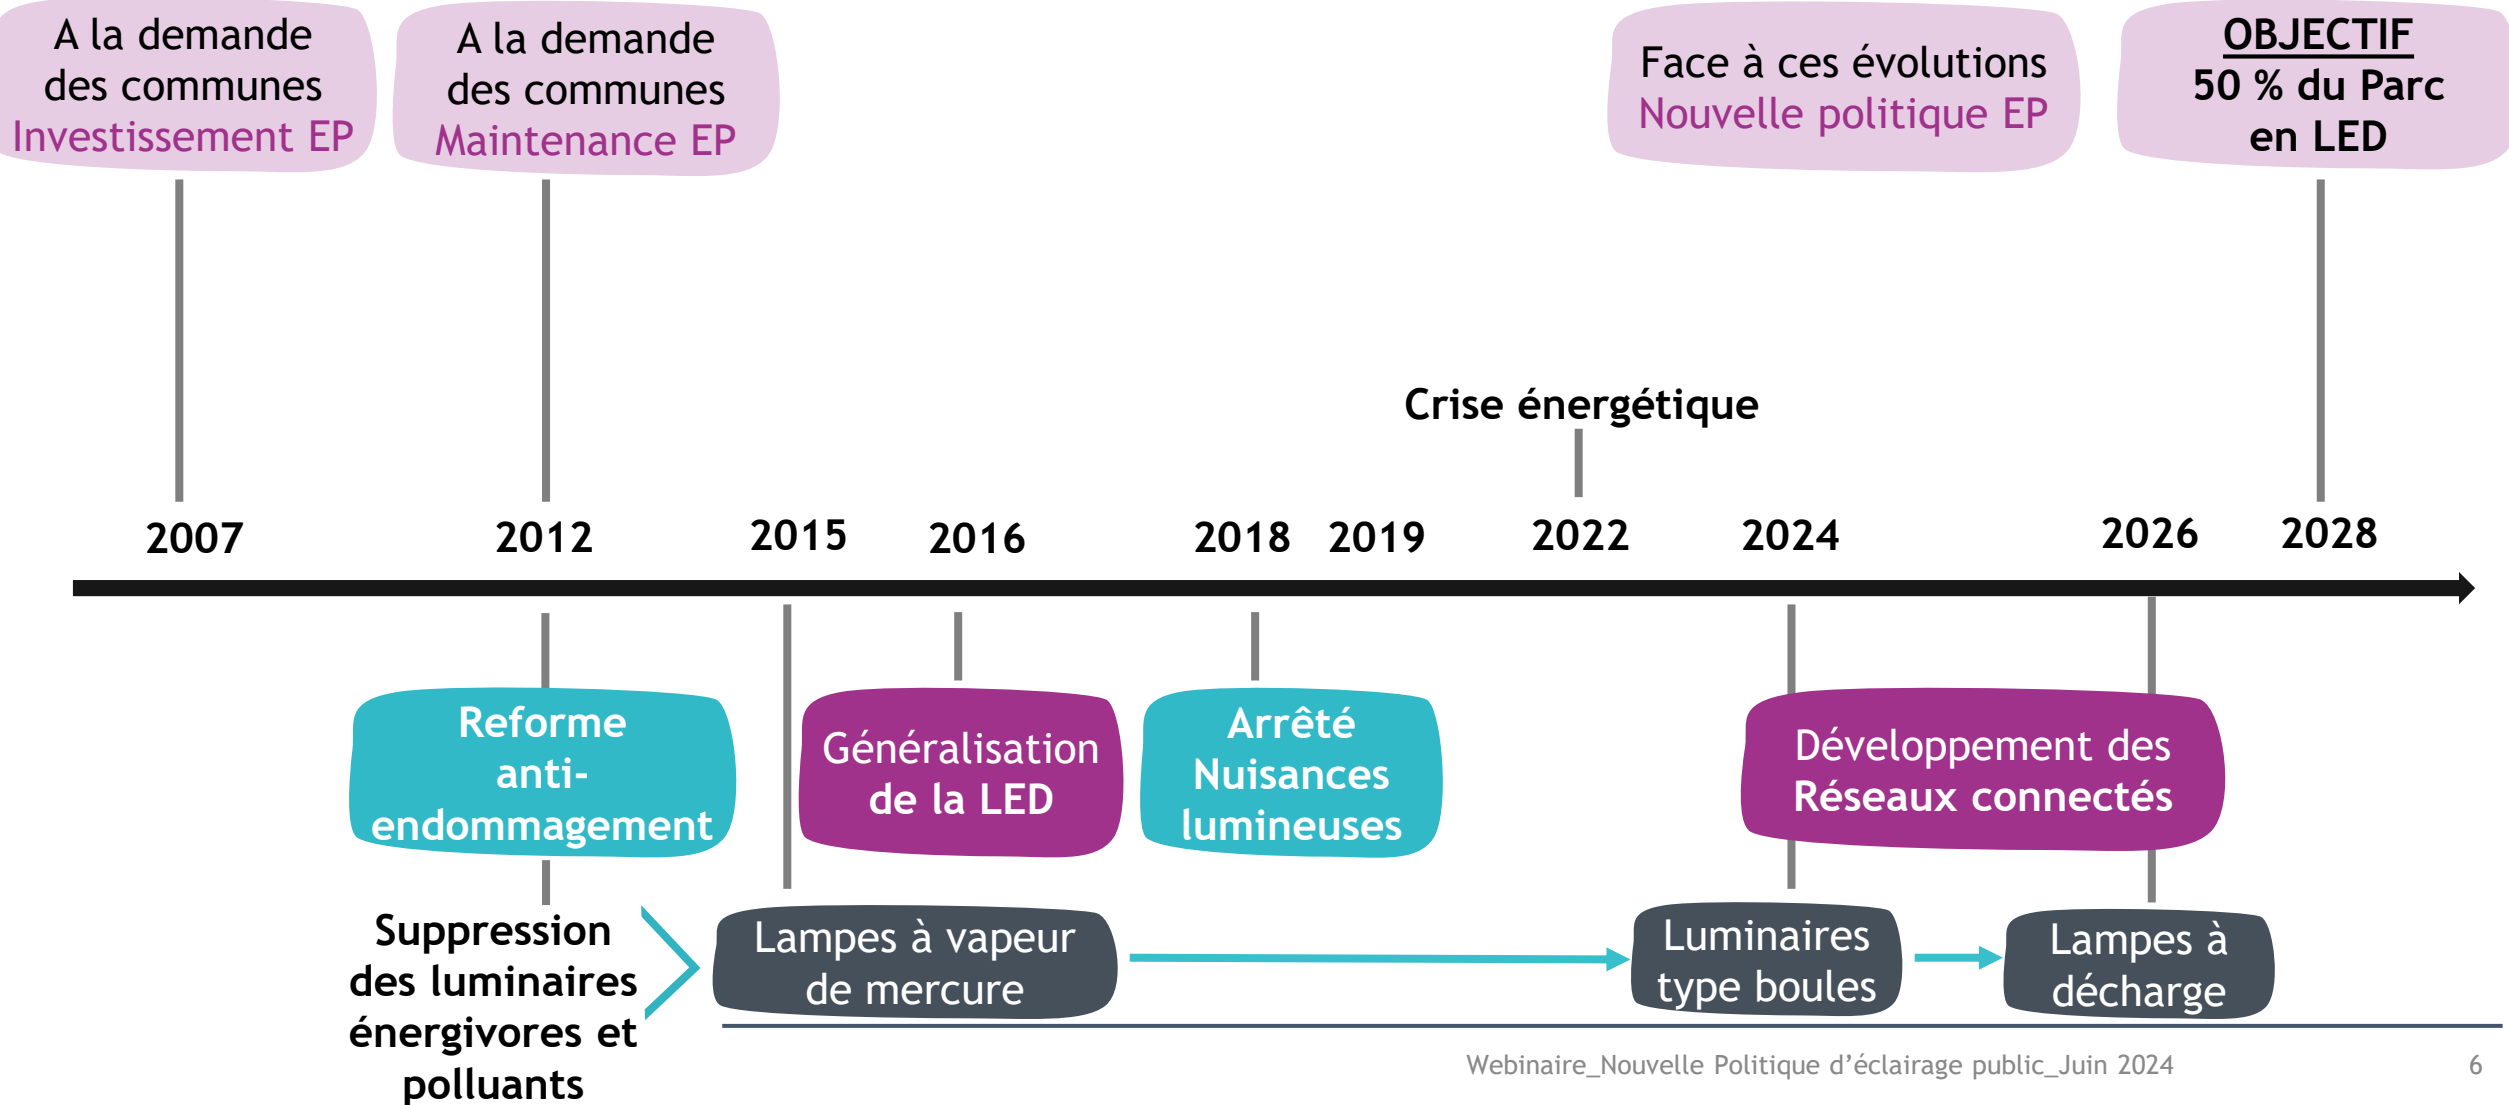 A la demande
des communes
Investissement EP
A la demande
des communes
Maintenance EP
Face à ces évolutions
Nouvelle politique EP
OBJECTIF
50 % du Parc
en LED
Crise énergétique
2007
2012
2015
2016
2018
2019
2022
2024
2026
2028
Reforme
anti-
endommagement
Généralisation
de la LED
Arrêté
Nuisances
lumineuses
Développement des
Réseaux connectés
Suppression
des luminaires
énergivores et
polluants
Lampes à vapeur
de mercure
Luminaires
type boules
Lampes à
décharge
Webinaire_Nouvelle Politique d’éclairage public_Juin 2024
6